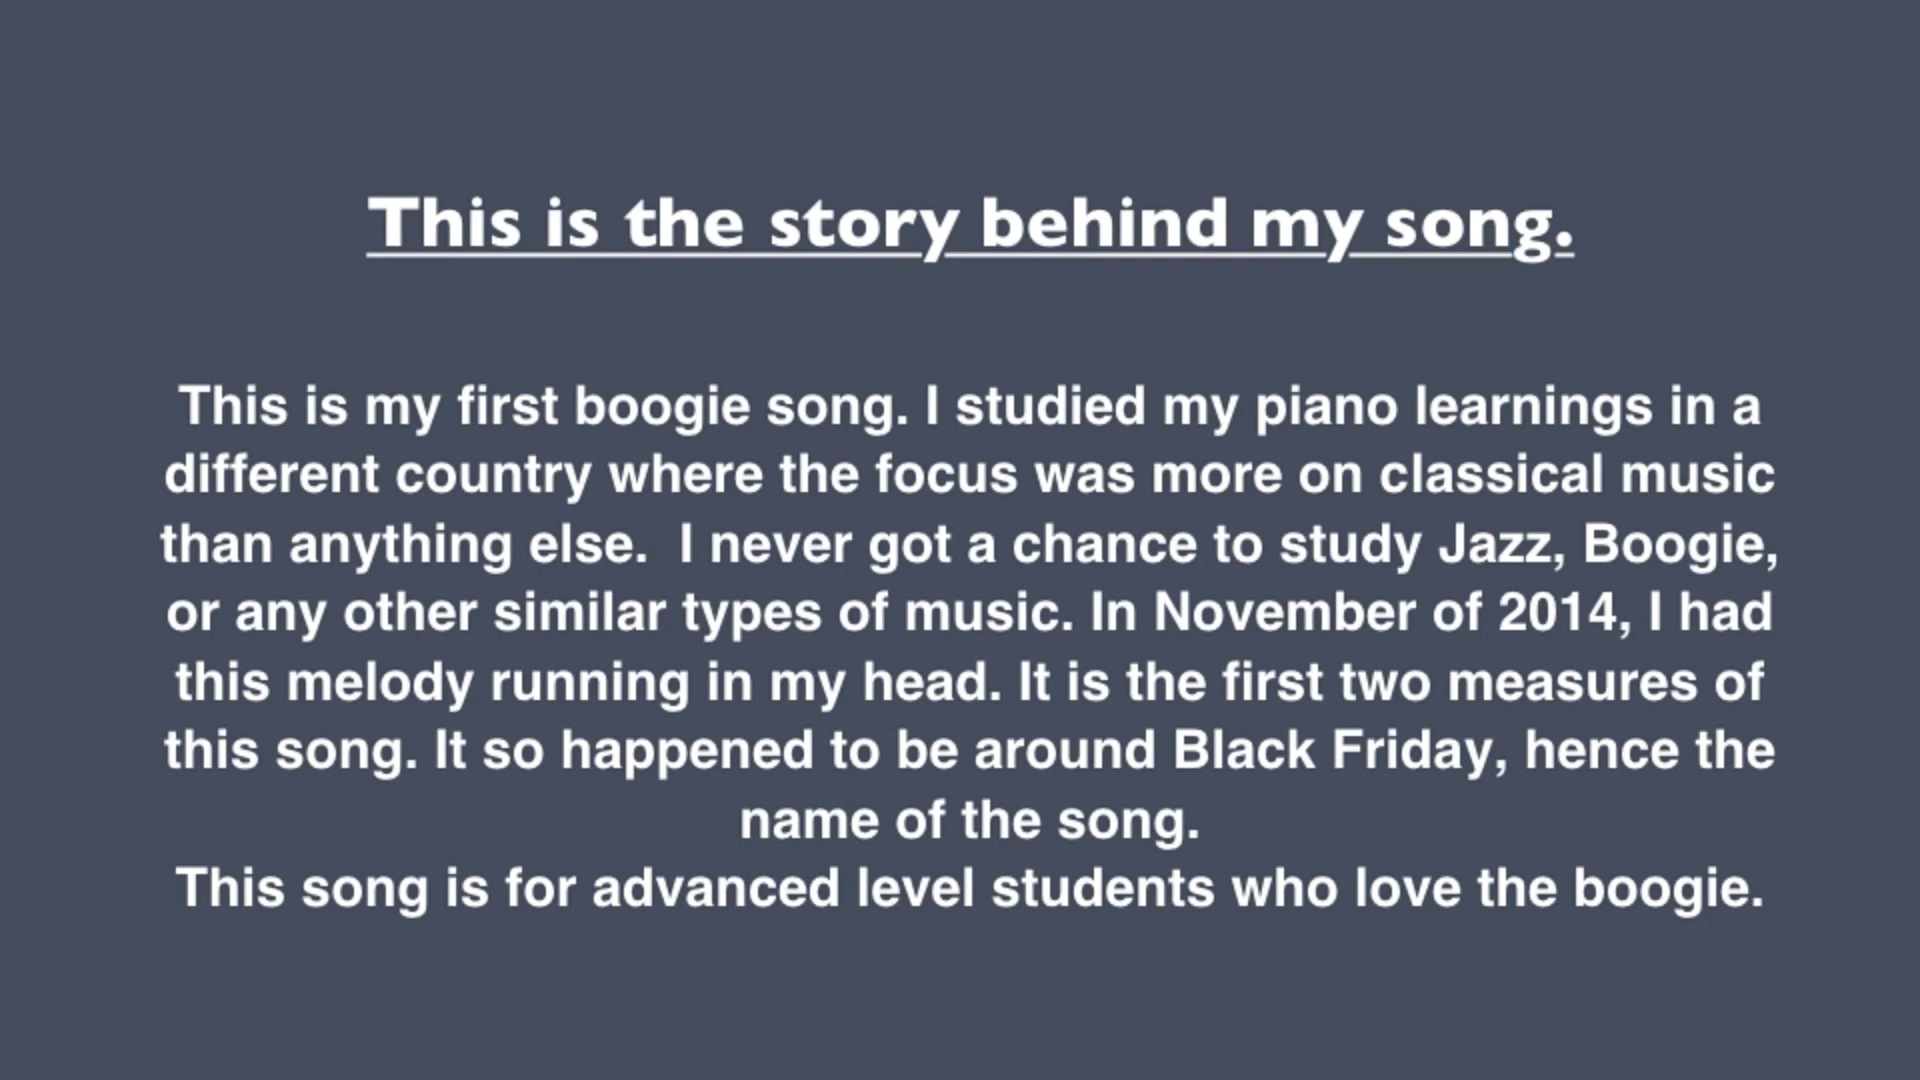 This is the story behind my song.
This is my first boogie song. I studied my piano learnings in a
different country where the focus was more on classical music
than anything else.  I never got a chance to study Jazz, Boogie,
or any other similar types of music. In November of 2014, I had
this melody running in my head. It is the first two measures of
this song. It so happened to be around Black Friday, hence the
name of the song.
This song is for advanced level students who love the boogie.